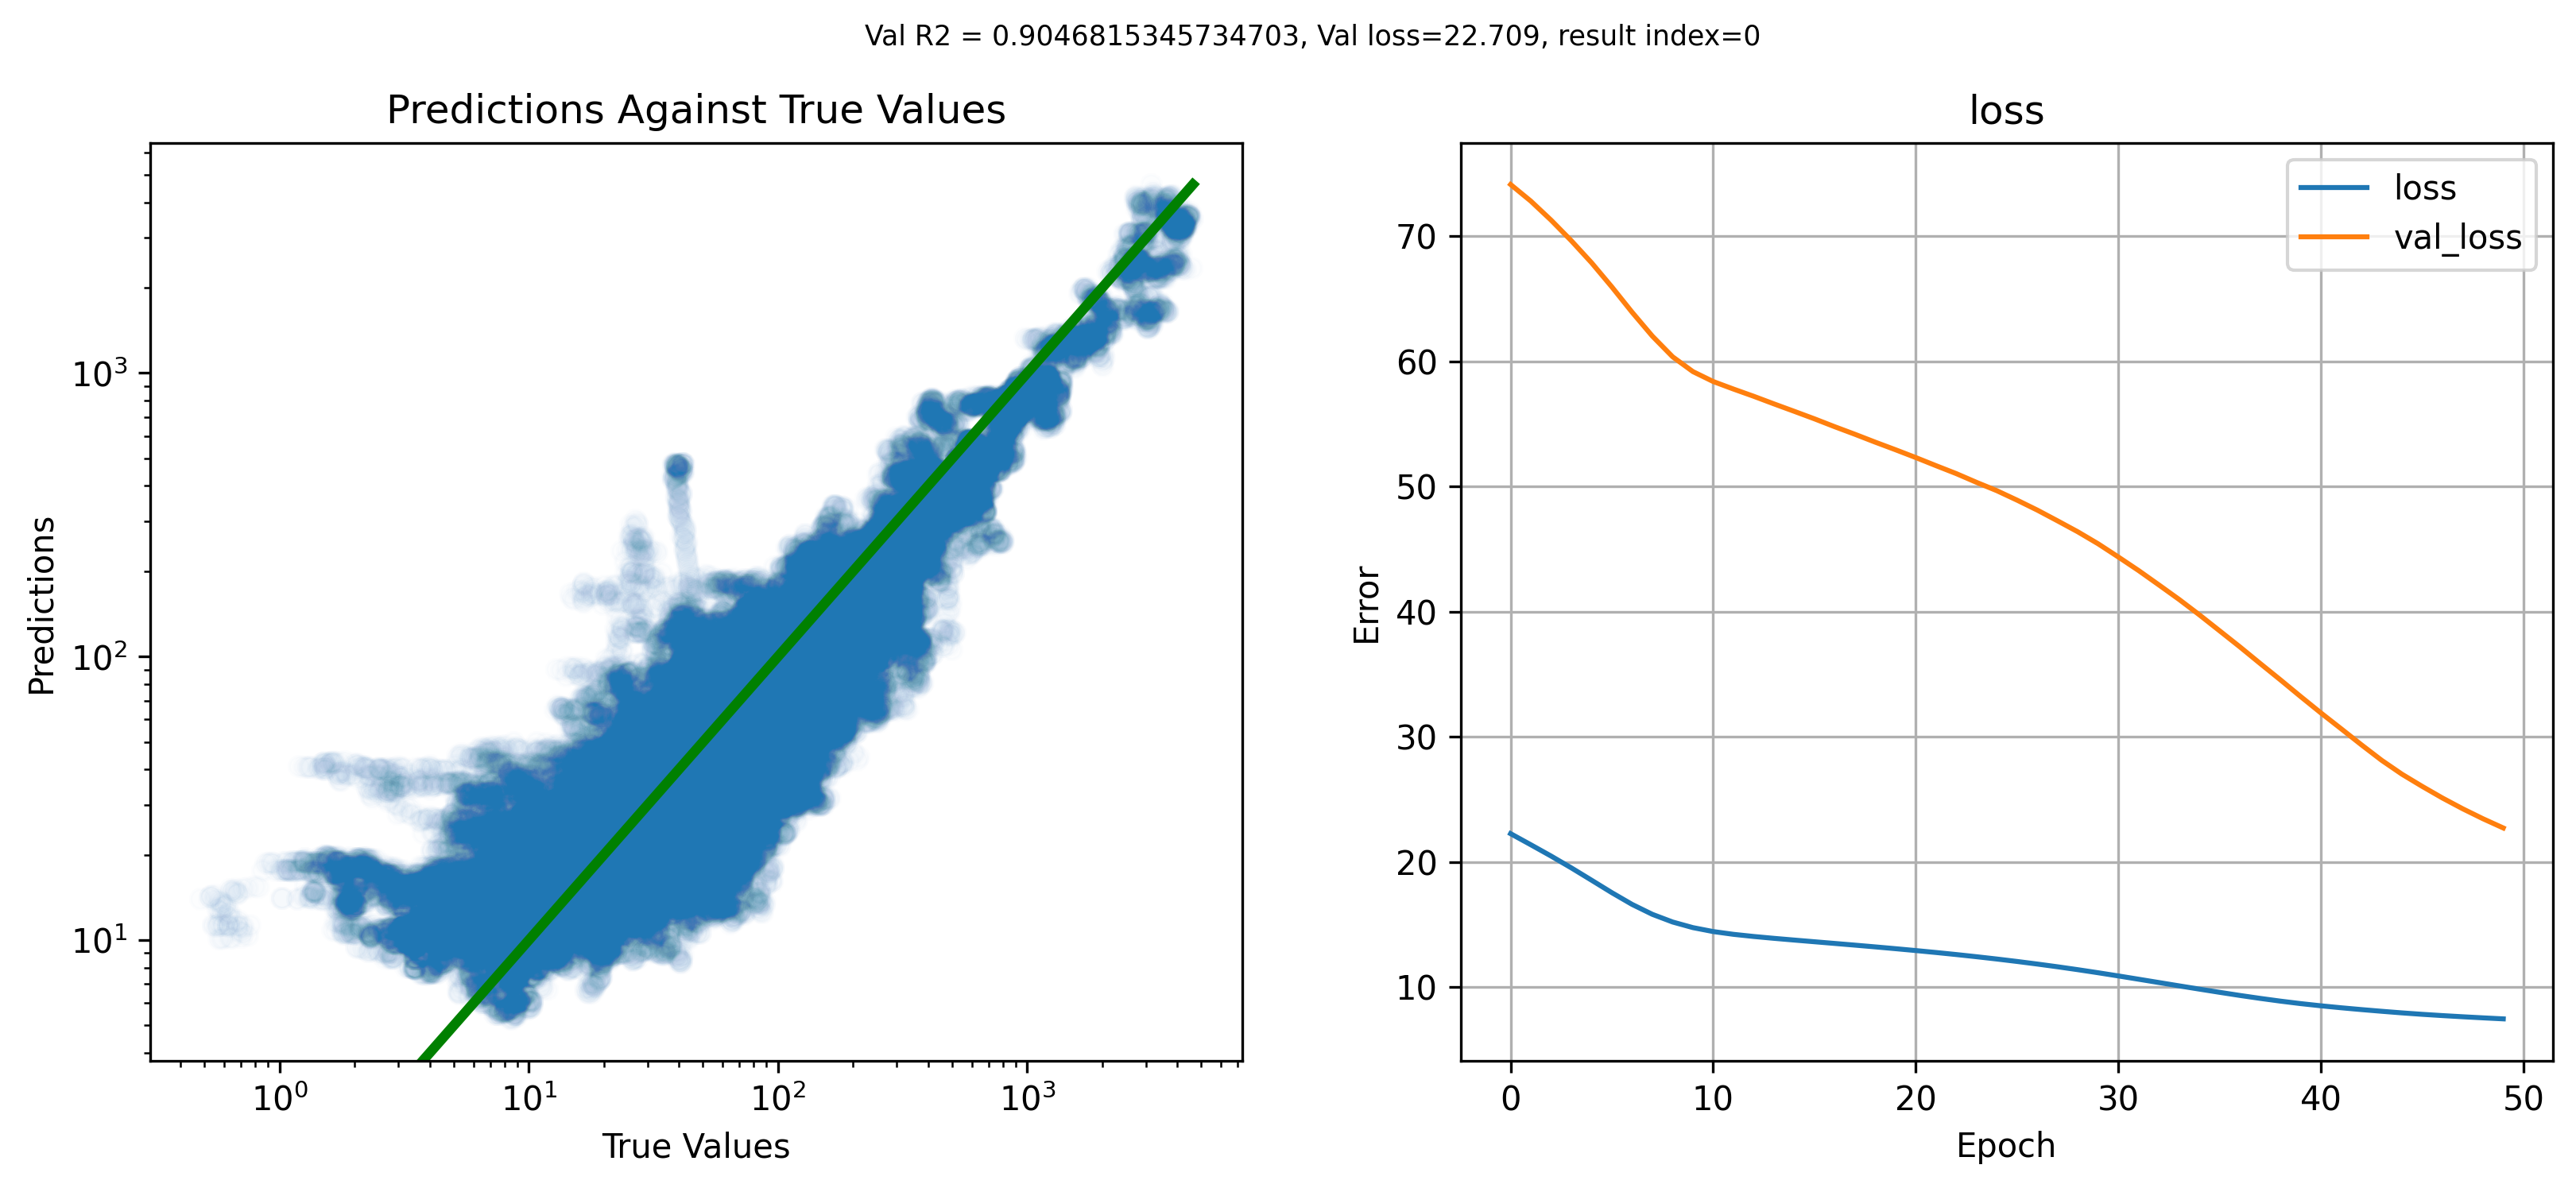 Val R2 = 0.9046815345734703, Val loss=22.709, result index=0
Predictions Against True Values
Predictions
10³
10²
10¹
10⁰ 10¹ 10² 10³
True Values
loss
loss
val_loss
Error
70
60
50
40
30
20
10
0 10 20 30 40 50
Epoch